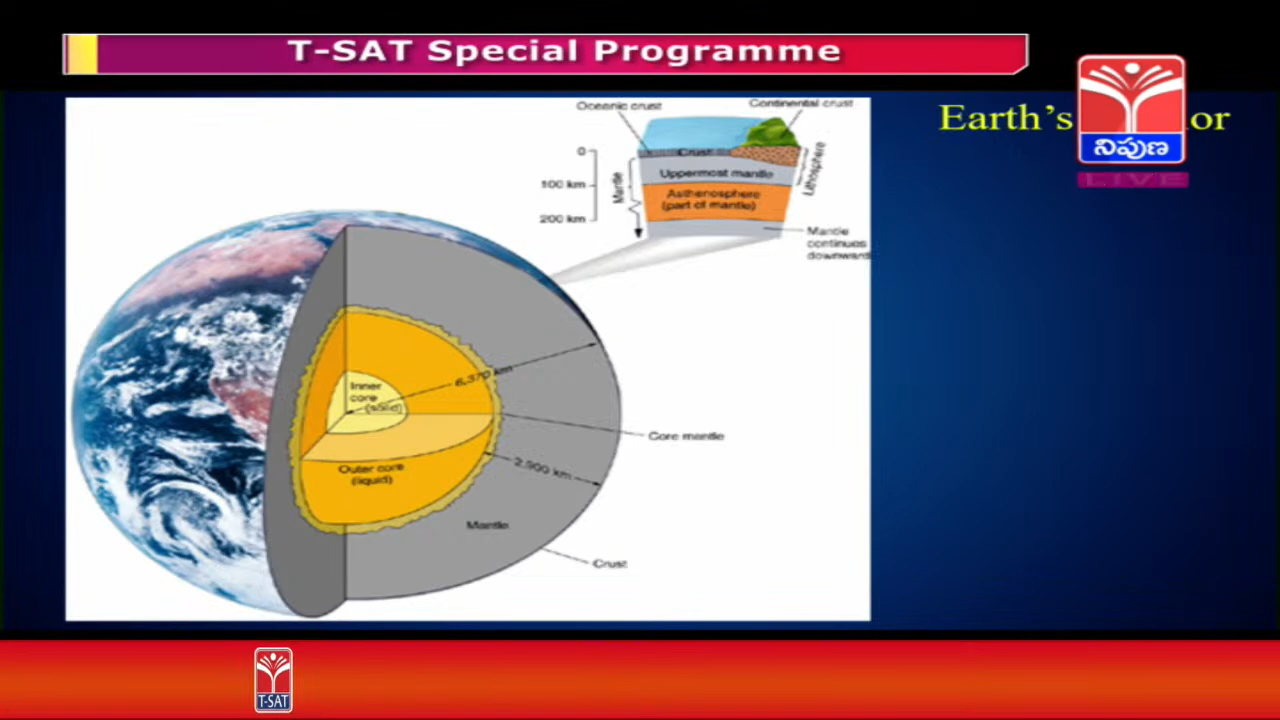 T-SAT Special Programme
నిపుణ
LIVE
Earth's
Oceanic crust
Continental crust
0
Crust
Uppermost mantle
Lithosphere
Mantle
100 km
Asthenosphere
(part of mantle)
200 km
Mantle
continues
downward
6,370 km
Inner
core
(solid)
Core mantle
2,900 km
Outer core
(liquid)
Mantle
Crust
T-SAT